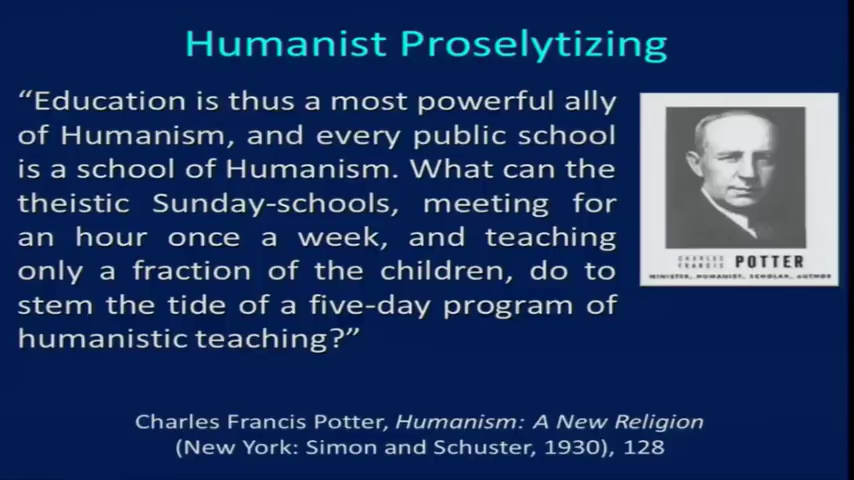 Humanist Proselytizing
“Education is thus a most powerful ally
of Humanism, and every public school
is a school of Humanism. What can the
theistic Sunday-schools, meeting for
an hour once a week, and teaching
only a fraction of the children, do to
stem the tide of a five-day program of
humanistic teaching?”
CHARLES
FRANCIS POTTER
MINISTER, HUMANIST, SCHOLAR, AUTHOR
Charles Francis Potter, Humanism: A New Religion
(New York: Simon and Schuster, 1930), 128